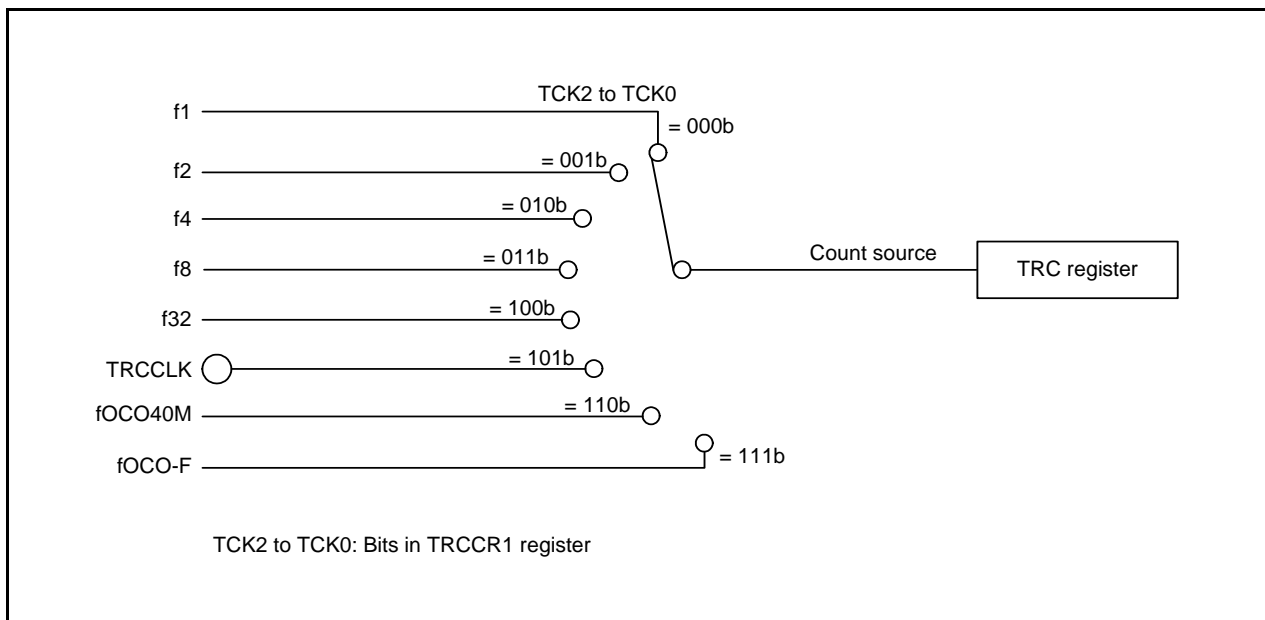 TCK2 to TCK0
f1
= 000b
f2
= 001b
f4
= 010b
f8
= 011b
Count source
TRC register
f32
= 100b
TRCCLK
= 101b
fOCO40M
= 110b
fOCO-F
= 111b
TCK2 to TCK0: Bits in TRCCR1 register